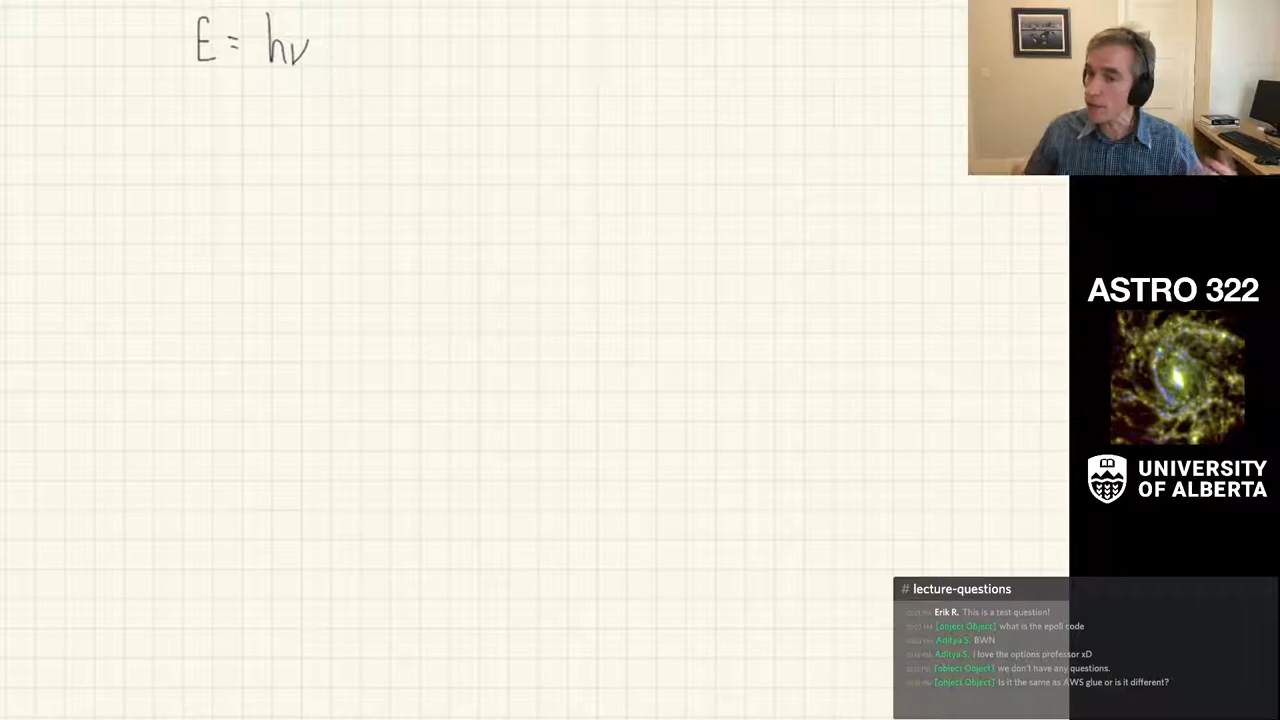 E = hν
ASTRO 322
UNIVERSITY
OF ALBERTA
# lecture-questions
Erik R. This is a test question!
[object Object] what is the epoll code
Aditya S. BWN
Aditya S. I love the options professor xD
[object Object] we don't have any questions.
[object Object] Is it the same as AWS glue or is it different?